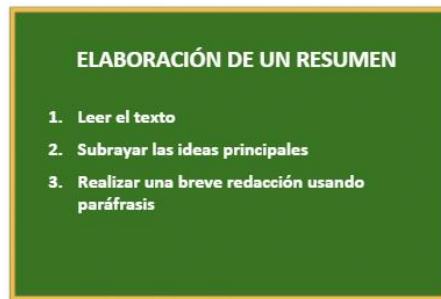 ELABORACIÓN DE UN RESUMEN
1. Leer el texto
2. Subrayar las ideas principales
3. Realizar una breve redacción usando
paráfrasis